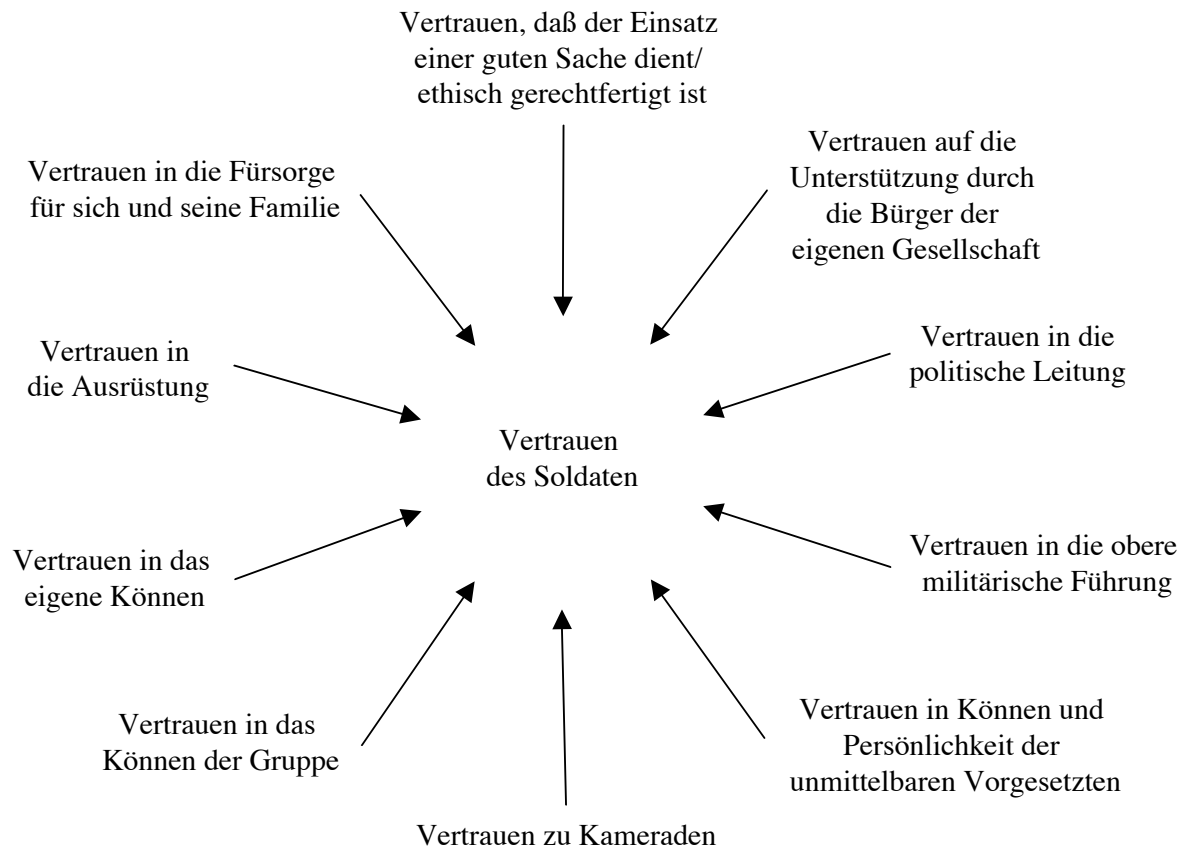 Vertrauen, daß der Einsatz
einer guten Sache dient/
ethisch gerechtfertigt ist
Vertrauen auf die
Unterstützung durch
die Bürger der
eigenen Gesellschaft
Vertrauen in die Fürsorge
für sich und seine Familie
Vertrauen in die
politische Leitung
Vertrauen in
die Ausrüstung
Vertrauen
des Soldaten
Vertrauen in die obere
militärische Führung
Vertrauen in das
eigene Können
Vertrauen in Können und
Persönlichkeit der
unmittelbaren Vorgesetzten
Vertrauen in das
Können der Gruppe
Vertrauen zu Kameraden